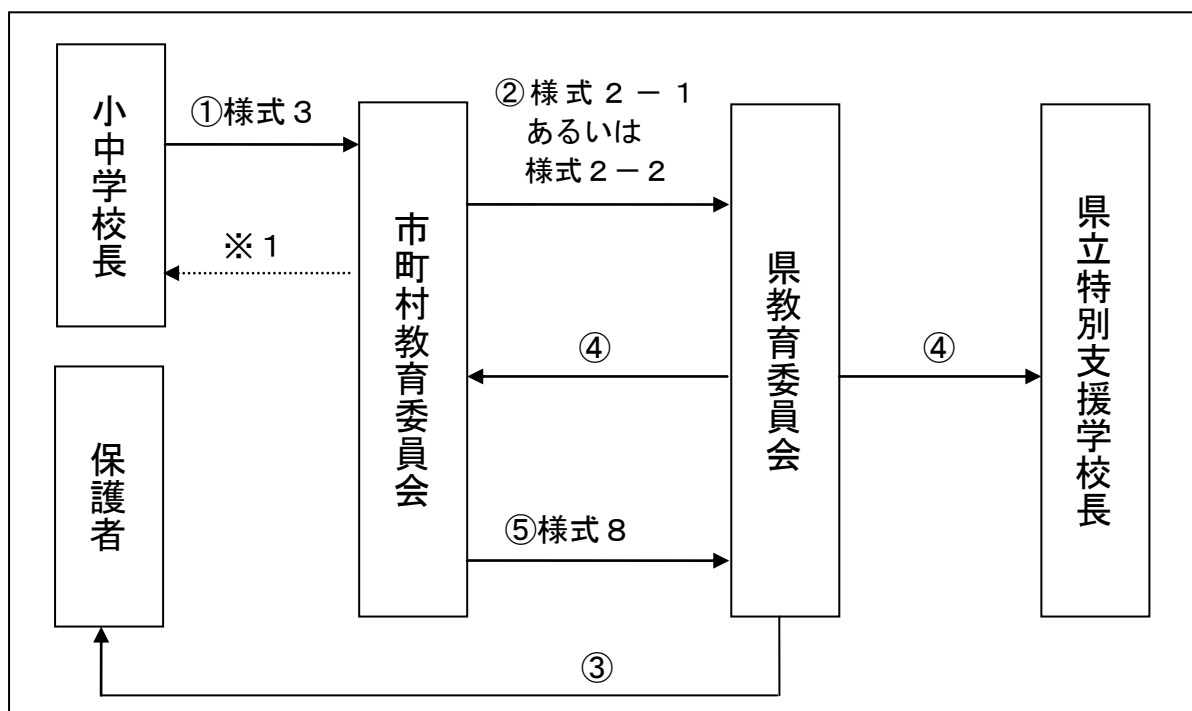 小中学校長
①様式３
②様式２－１
あるいは
様式２－２
※１
市町村教育委員会
県教育委員会
県立特別支援学校長
④
④
保護者
⑤様式８
③